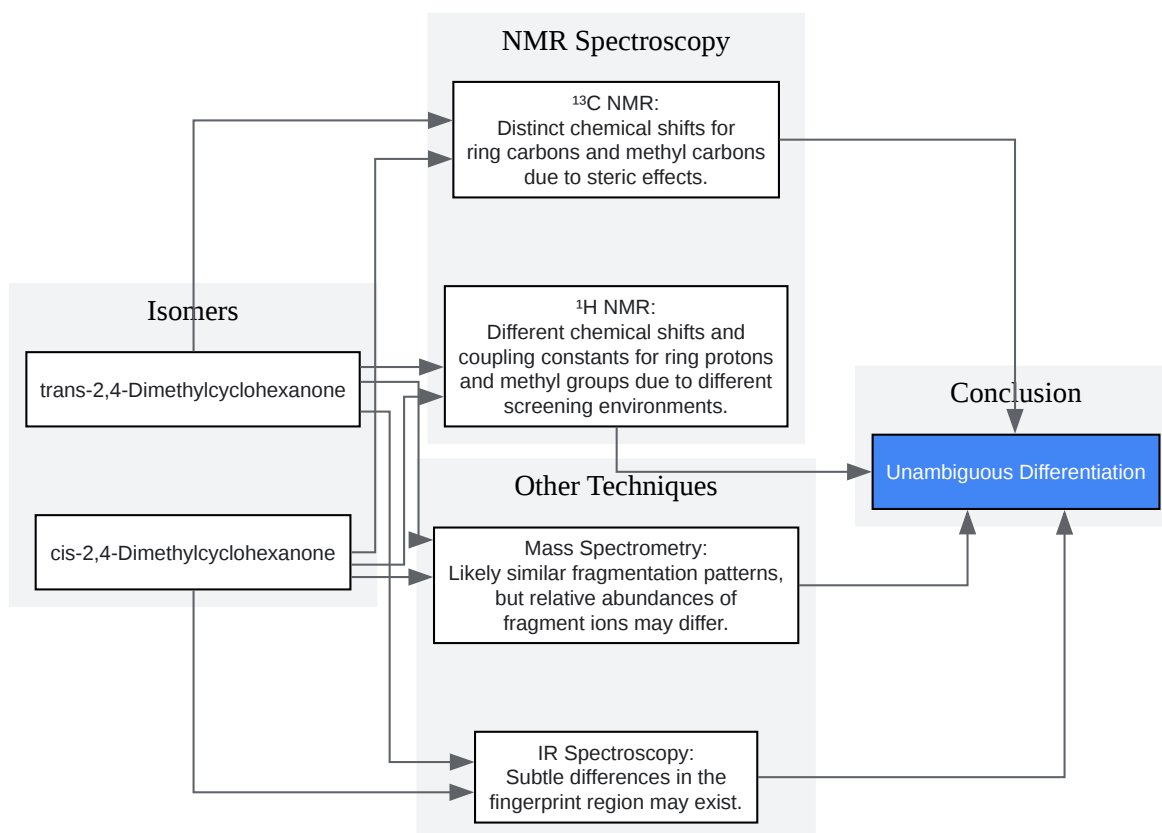 NMR Spectroscopy
¹³C NMR:
Distinct chemical shifts for
ring carbons and methyl carbons
due to steric effects.
¹H NMR:
Different chemical shifts and
coupling constants for ring protons
and methyl groups due to different
screening environments.
Isomers
trans-2,4-Dimethylcyclohexanone
cis-2,4-Dimethylcyclohexanone
Other Techniques
Mass Spectrometry:
Likely similar fragmentation patterns,
but relative abundances of
fragment ions may differ.
IR Spectroscopy:
Subtle differences in the
fingerprint region may exist.
Conclusion
Unambiguous Differentiation